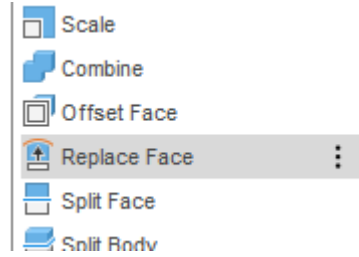 Scale
Combine
Offset Face
Replace Face
Split Face
Split Body